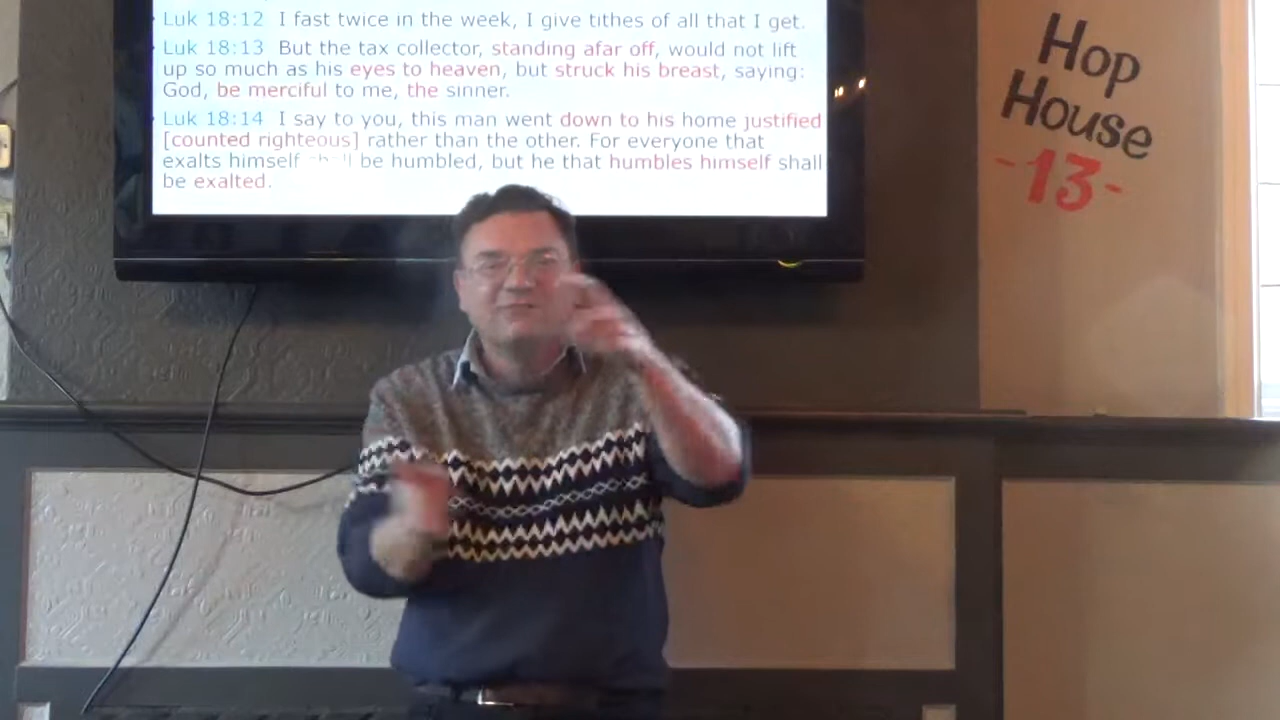 Luk 18:12 I fast twice in the week, I give tithes of all that I get.
Luk 18:13 But the tax collector, standing afar off, would not lift
up so much as his eyes to heaven, but struck his breast, saying:
God, be merciful to me, the sinner.
Luk 18:14 I say to you, this man went down to his home justified
[counted righteous] rather than the other. For everyone that
exalts himself shall be humbled, but he that humbles himself shall
be exalted.
Hop
House
-13-